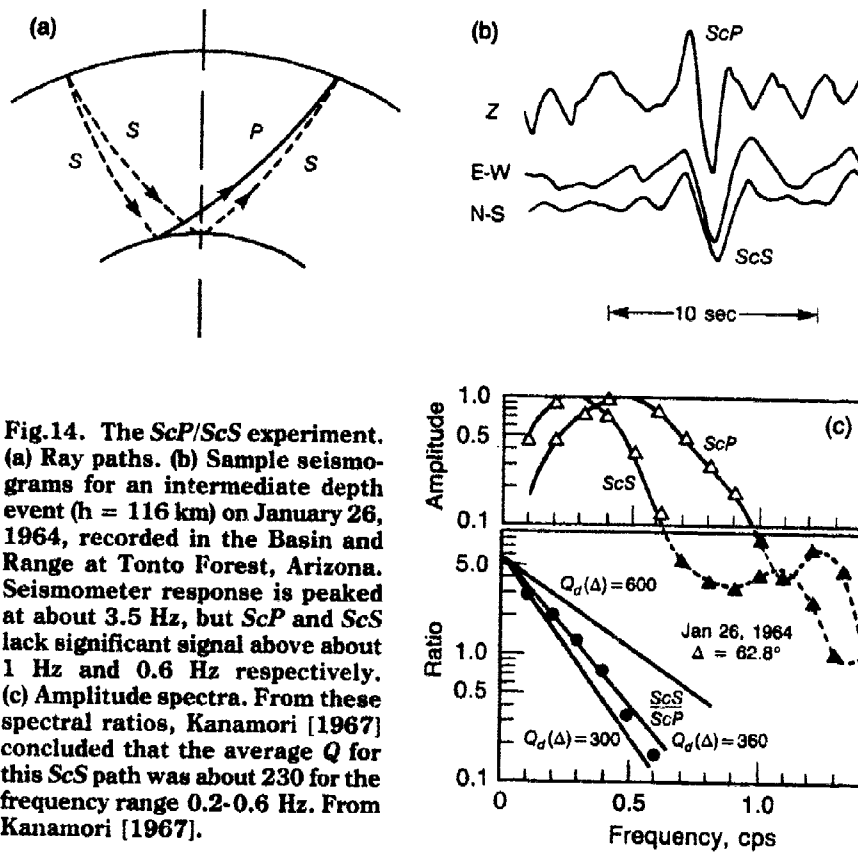 (a)
S
S
P
S
(b)
ScP
Z
E-W
N-S
ScS
10 sec
Fig.14. The ScP/ScS experiment.
(a) Ray paths. (b) Sample seismo-
grams for an intermediate depth
event (h = 116 km) on January 26,
1964, recorded in the Basin and
Range at Tonto Forest, Arizona.
Seismometer response is peaked
at about 3.5 Hz, but ScP and ScS
lack significant signal above about
1 Hz and 0.6 Hz respectively.
(c) Amplitude spectra. From these
spectral ratios, Kanamori [1967]
concluded that the average Q for
this ScS path was about 230 for the
frequency range 0.2-0.6 Hz. From
Kanamori [1967].
(c)
Amplitude
1.0
0.5
0.1
ScS
ScP
Ratio
5.0
1.0
0.5
0.1
Qd(Δ)=600
Jan 26, 1964
Δ = 62.8°
ScS
ScP
Qd(Δ)=300
Qd(Δ)=360
0
0.5
1.0
Frequency, cps